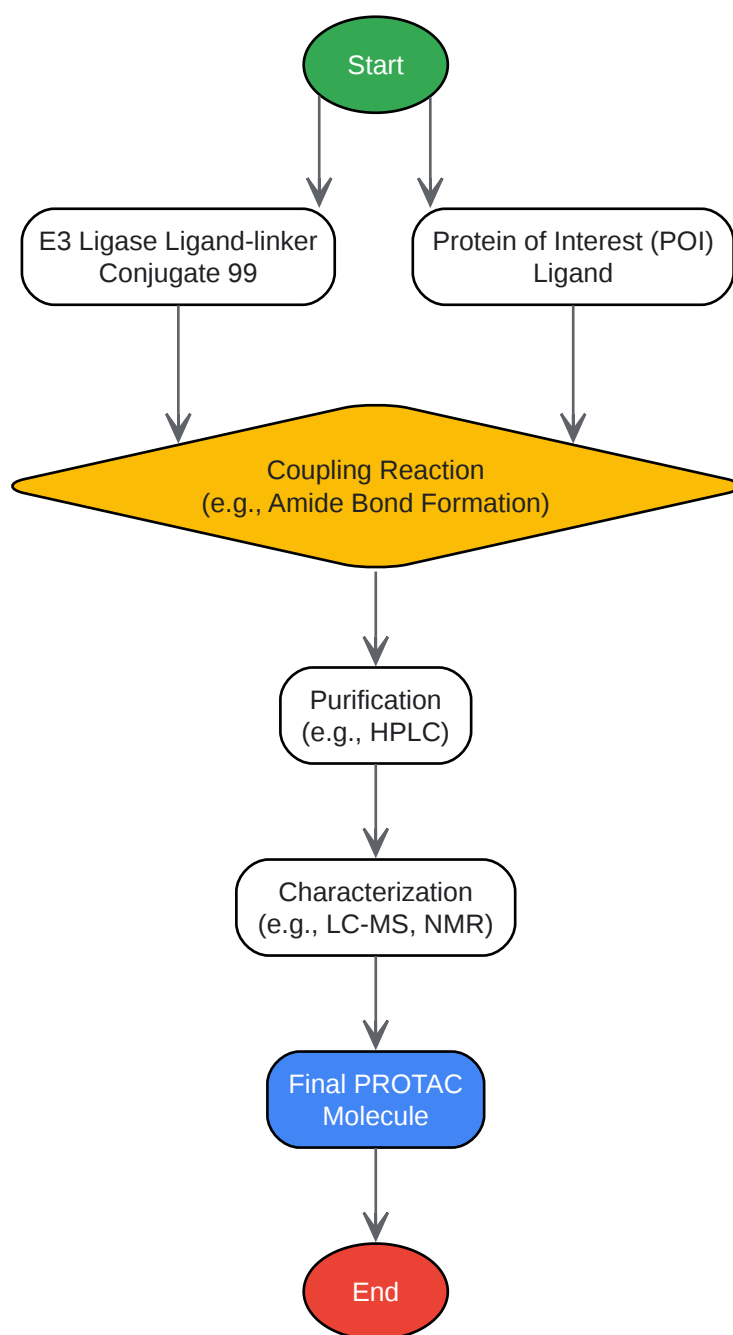 Start
E3 Ligase Ligand-linker
Conjugate 99
Protein of Interest (POI)
Ligand
Coupling Reaction
(e.g., Amide Bond Formation)
Purification
(e.g., HPLC)
Characterization
(e.g., LC-MS, NMR)
Final PROTAC
Molecule
End